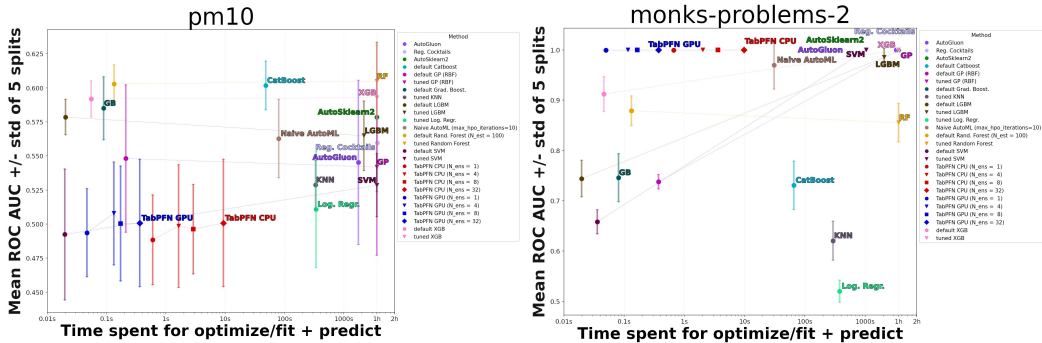 pm10
Mean ROC AUC +/- std of 5 splits
0.625
0.600
0.575
0.550
0.525
0.500
0.475
0.450
GB
CatBoost
RF
XGB
AutoSklearn2
LGBM
Naive AutoML
Reg. Cocktails
AutoGluon
GP
KNN
SVM
Log. Regr.
TabPFN GPU
TabPFN CPU
0.01s
0.1s
1s
10s
100s
1000s
1h
2h
Time spent for optimize/fit + predict
Method
AutoGluon
Reg. Cocktails
AutoSklearn2
default Catboost
default GP (RBF)
tuned GP (RBF)
default Grad. Boost.
tuned KNN
default LGBM
tuned LGBM
tuned Log. Regr.
Naive AutoML (max_hpo_iterations=10)
default Rand. Forest (N_est = 100)
tuned Random Forest
default SVM
tuned SVM
TabPFN CPU (N_ens = 1)
TabPFN CPU (N_ens = 4)
TabPFN CPU (N_ens = 8)
TabPFN CPU (N_ens = 32)
TabPFN GPU (N_ens = 1)
TabPFN GPU (N_ens = 4)
TabPFN GPU (N_ens = 8)
TabPFN GPU (N_ens = 32)
default XGB
tuned XGB
monks-problems-2
Mean ROC AUC +/- std of 5 splits
1.0
0.9
0.8
0.7
0.6
0.5
Reg. Cocktails
TabPFN GPU
TabPFN CPU
AutoSklearn2
AutoGluon
XGB
SVM
GP
Naive AutoML
LGBM
RF
GB
CatBoost
KNN
Log. Regr.
0.01s
0.1s
1s
10s
100s
1000s
1h
2h
Time spent for optimize/fit + predict
Method
AutoGluon
Reg. Cocktails
AutoSklearn2
default Catboost
default GP (RBF)
tuned GP (RBF)
default Grad. Boost.
tuned KNN
default LGBM
tuned LGBM
tuned Log. Regr.
Naive AutoML (max_hpo_iterations=10)
default Rand. Forest (N_est = 100)
tuned Random Forest
default SVM
tuned SVM
TabPFN CPU (N_ens = 1)
TabPFN CPU (N_ens = 4)
TabPFN CPU (N_ens = 8)
TabPFN CPU (N_ens = 32)
TabPFN GPU (N_ens = 1)
TabPFN GPU (N_ens = 4)
TabPFN GPU (N_ens = 8)
TabPFN GPU (N_ens = 32)
default XGB
tuned XGB